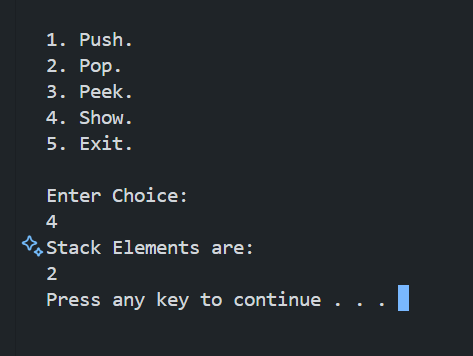 1. Push.
2. Pop.
3. Peek.
4. Show.
5. Exit.
Enter Choice:
4
Stack Elements are:
2
Press any key to continue . . .